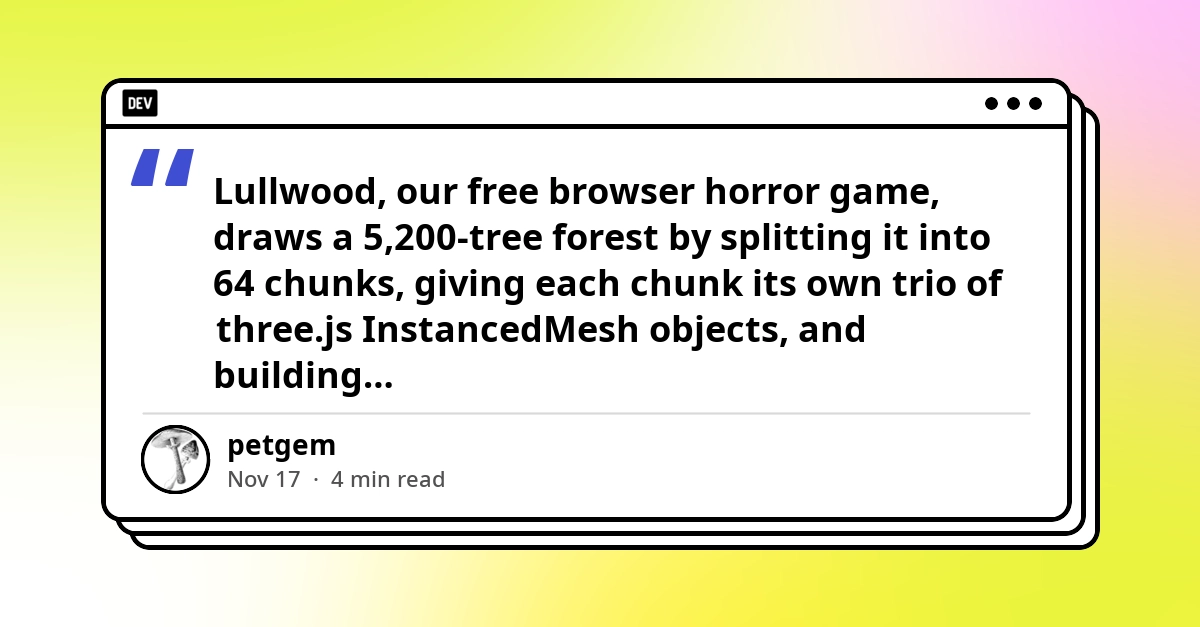 DEV
“ Lullwood, our free browser horror game,
draws a 5,200-tree forest by splitting it into
64 chunks, giving each chunk its own trio of
three.js InstancedMesh objects, and
building...
petgem
Nov 17 · 4 min read